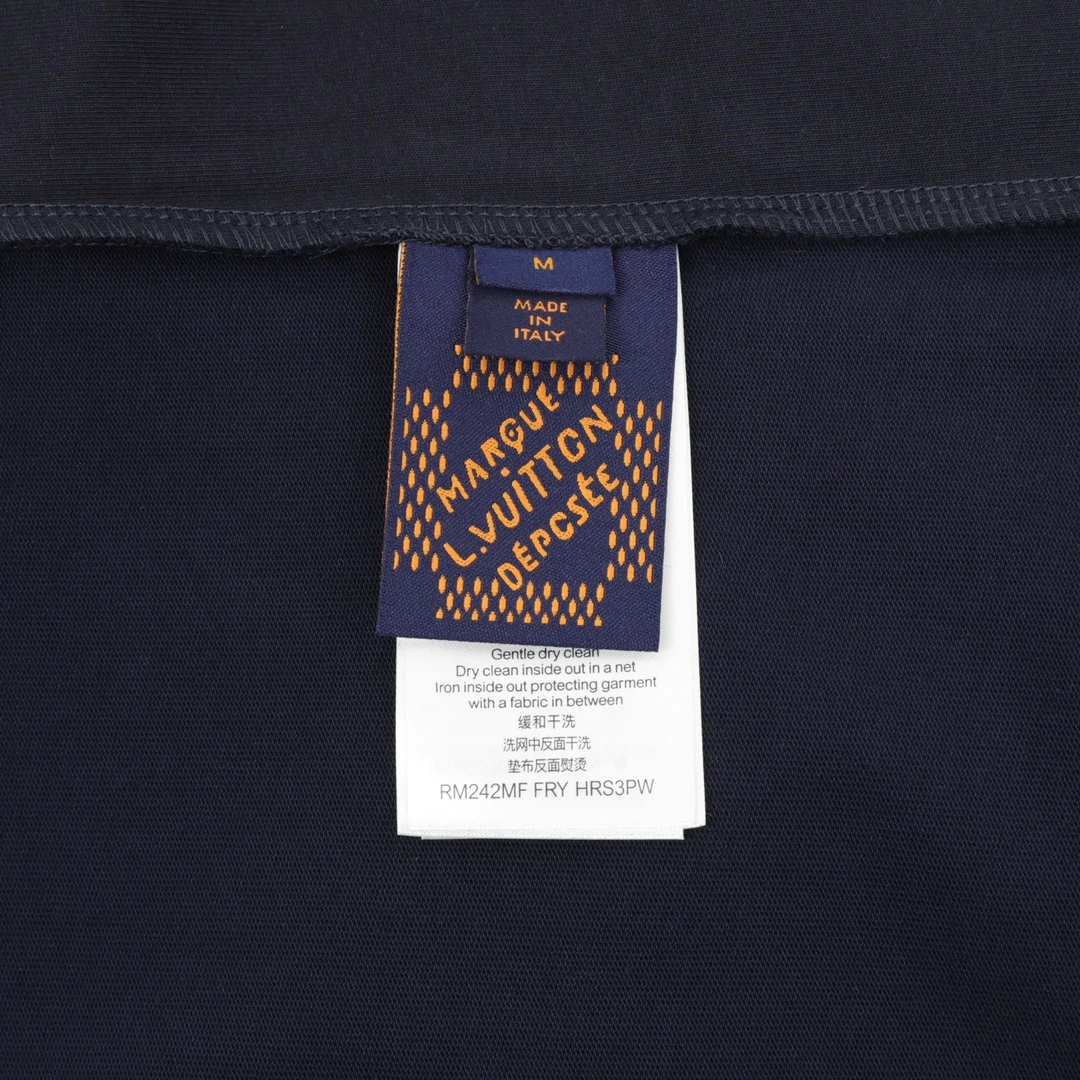 M
MADE
IN
ITALY
MARQUE
L.VUITTON
DÉPOSÉE
Gentle dry clean
Dry clean inside out in a net
Iron inside out protecting garment
with a fabric in between
缓和干洗
洗网中反面干洗
垫布反面熨烫
RM242MF FRY HRS3PW